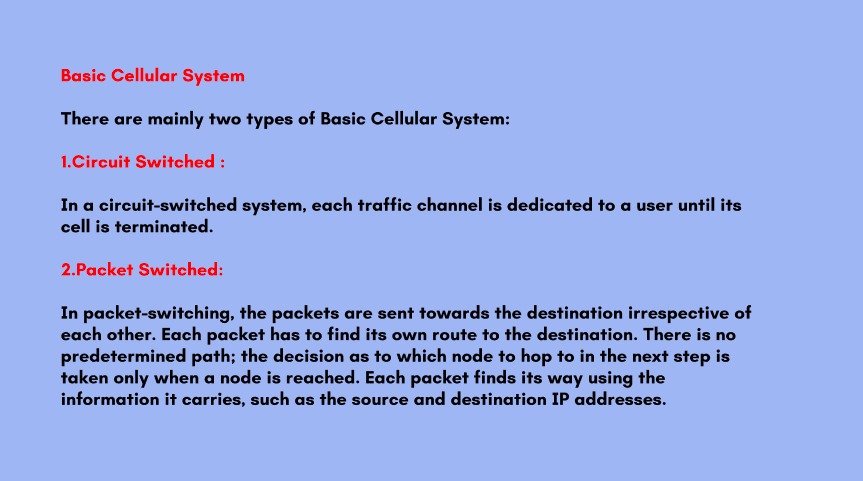 Basic Cellular System
There are mainly two types of Basic Cellular System:
1.Circuit Switched :
In a circuit-switched system, each traffic channel is dedicated to a user until its
cell is terminated.
2.Packet Switched:
In packet-switching, the packets are sent towards the destination irrespective of
each other. Each packet has to find its own route to the destination. There is no
predetermined path; the decision as to which node to hop to in the next step is
taken only when a node is reached. Each packet finds its way using the
information it carries, such as the source and destination IP addresses.